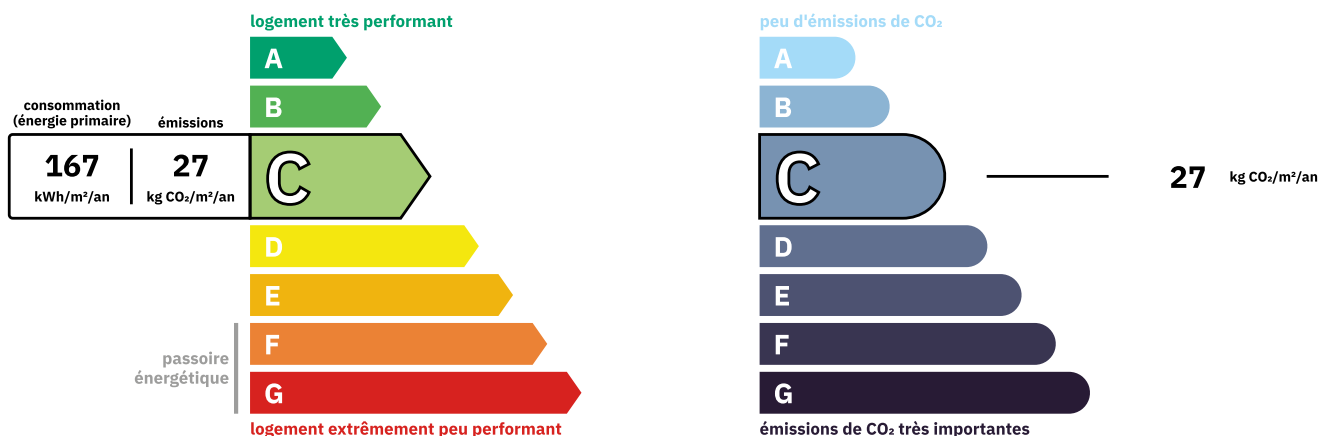 logement très performant
A
B
consommation
(énergie primaire)
émissions
167
kWh/m²/an
27
kg CO₂/m²/an
C
D
E
F
G
passoire
énergétique
logement extrêmement peu performant
peu d'émissions de CO₂
A
B
C
27
kg CO₂/m²/an
D
E
F
G
émissions de CO₂ très importantes